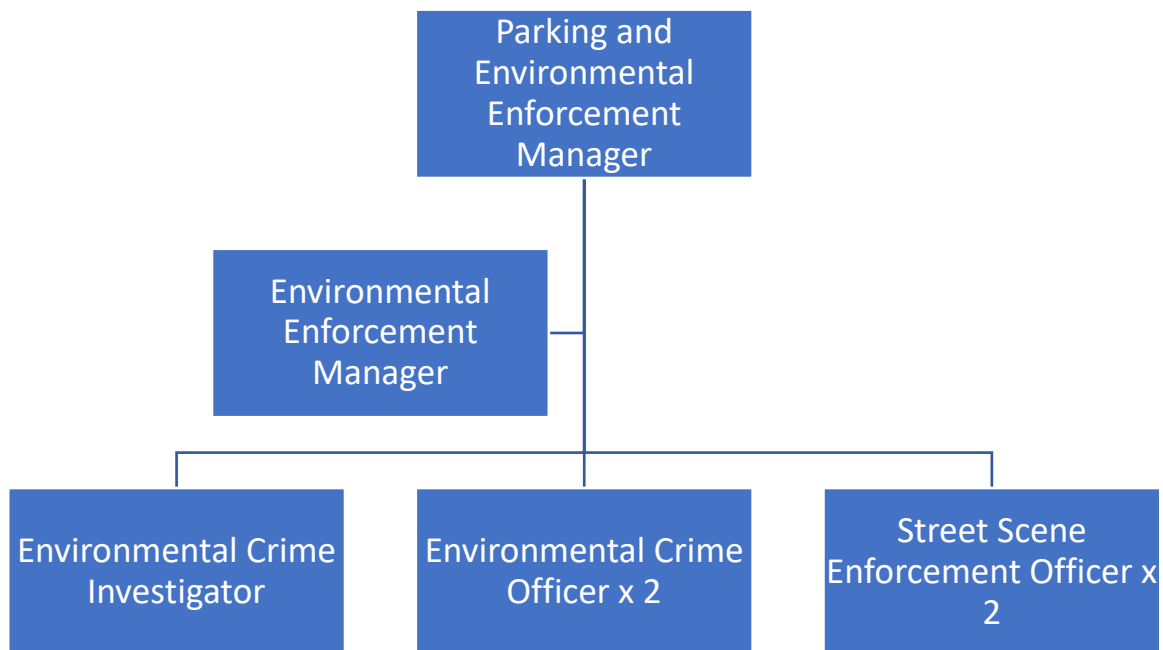 Parking and
Environmental
Enforcement
Manager
Environmental
Enforcement
Manager
Environmental Crime
Investigator
Environmental Crime
Officer x 2
Street Scene
Enforcement Officer x
2